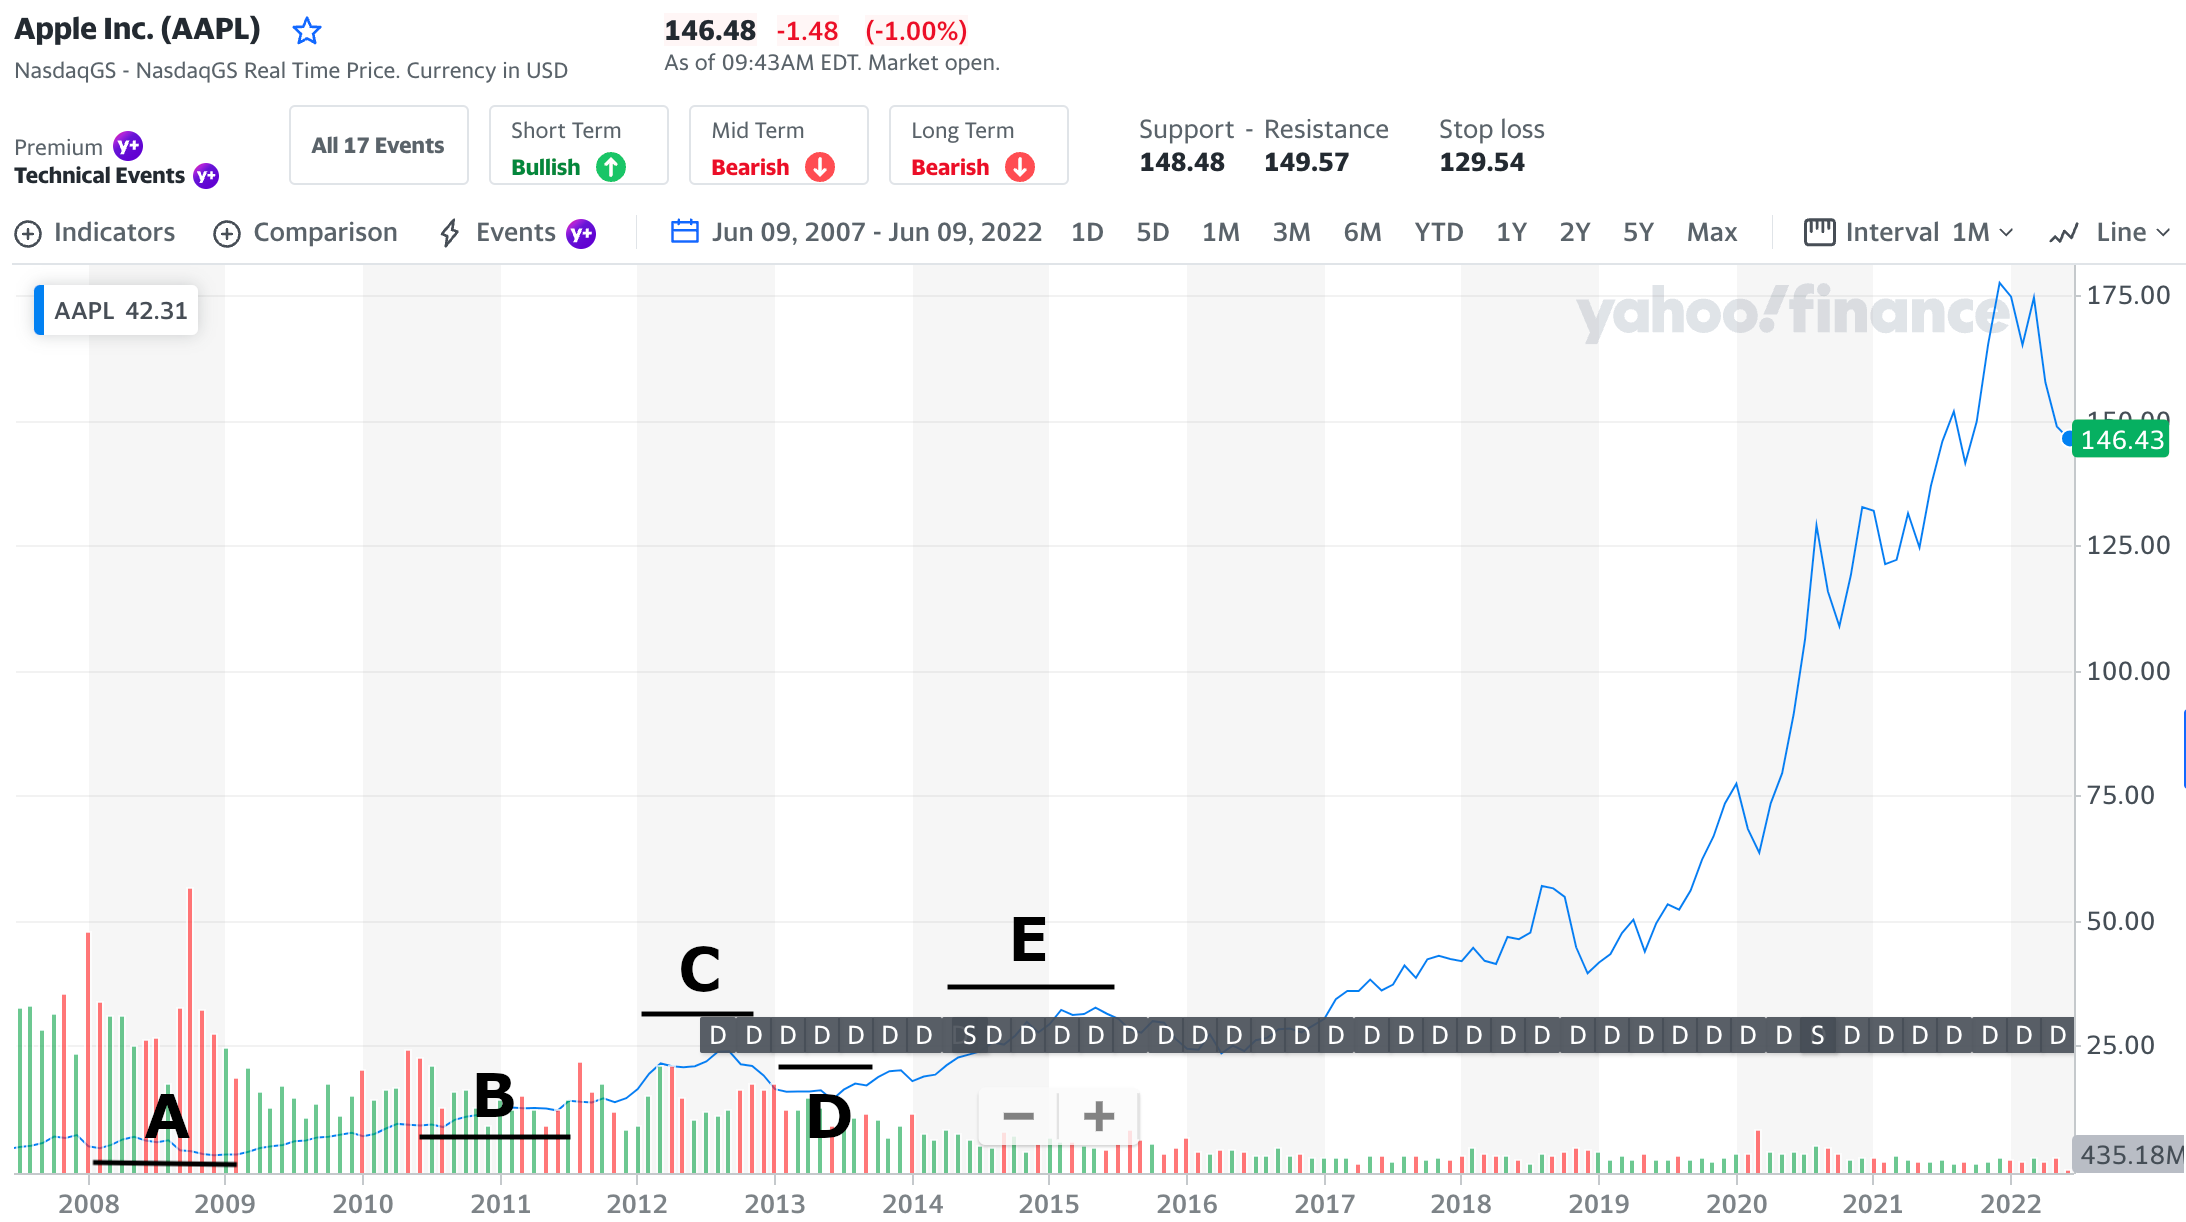 Apple Inc. (AAPL)
146.48 -1.48 (-1.00%)
NasdaqGS - NasdaqGS Real Time Price. Currency in USD
As of 09:43AM EDT. Market open.
Premium y+
Technical Events y+
All 17 Events
Short Term
Bullish
Mid Term
Bearish
Long Term
Bearish
Support - Resistance
148.48 149.57
Stop loss
129.54
Indicators Comparison Events y+ Jun 09, 2007 - Jun 09, 2022 1D 5D 1M 3M 6M YTD 1Y 2Y 5Y Max Interval 1M Line
AAPL 42.31
yahoo!finance
175.00
150.00
146.43
125.00
100.00
75.00
50.00
25.00
435.18M
A
B
C
D
E
D D D D D D D D S D D D D D D D D D D D D D D D D D D D D D D D D S D D D D D D D
2008 2009 2010 2011 2012 2013 2014 2015 2016 2017 2018 2019 2020 2021 2022